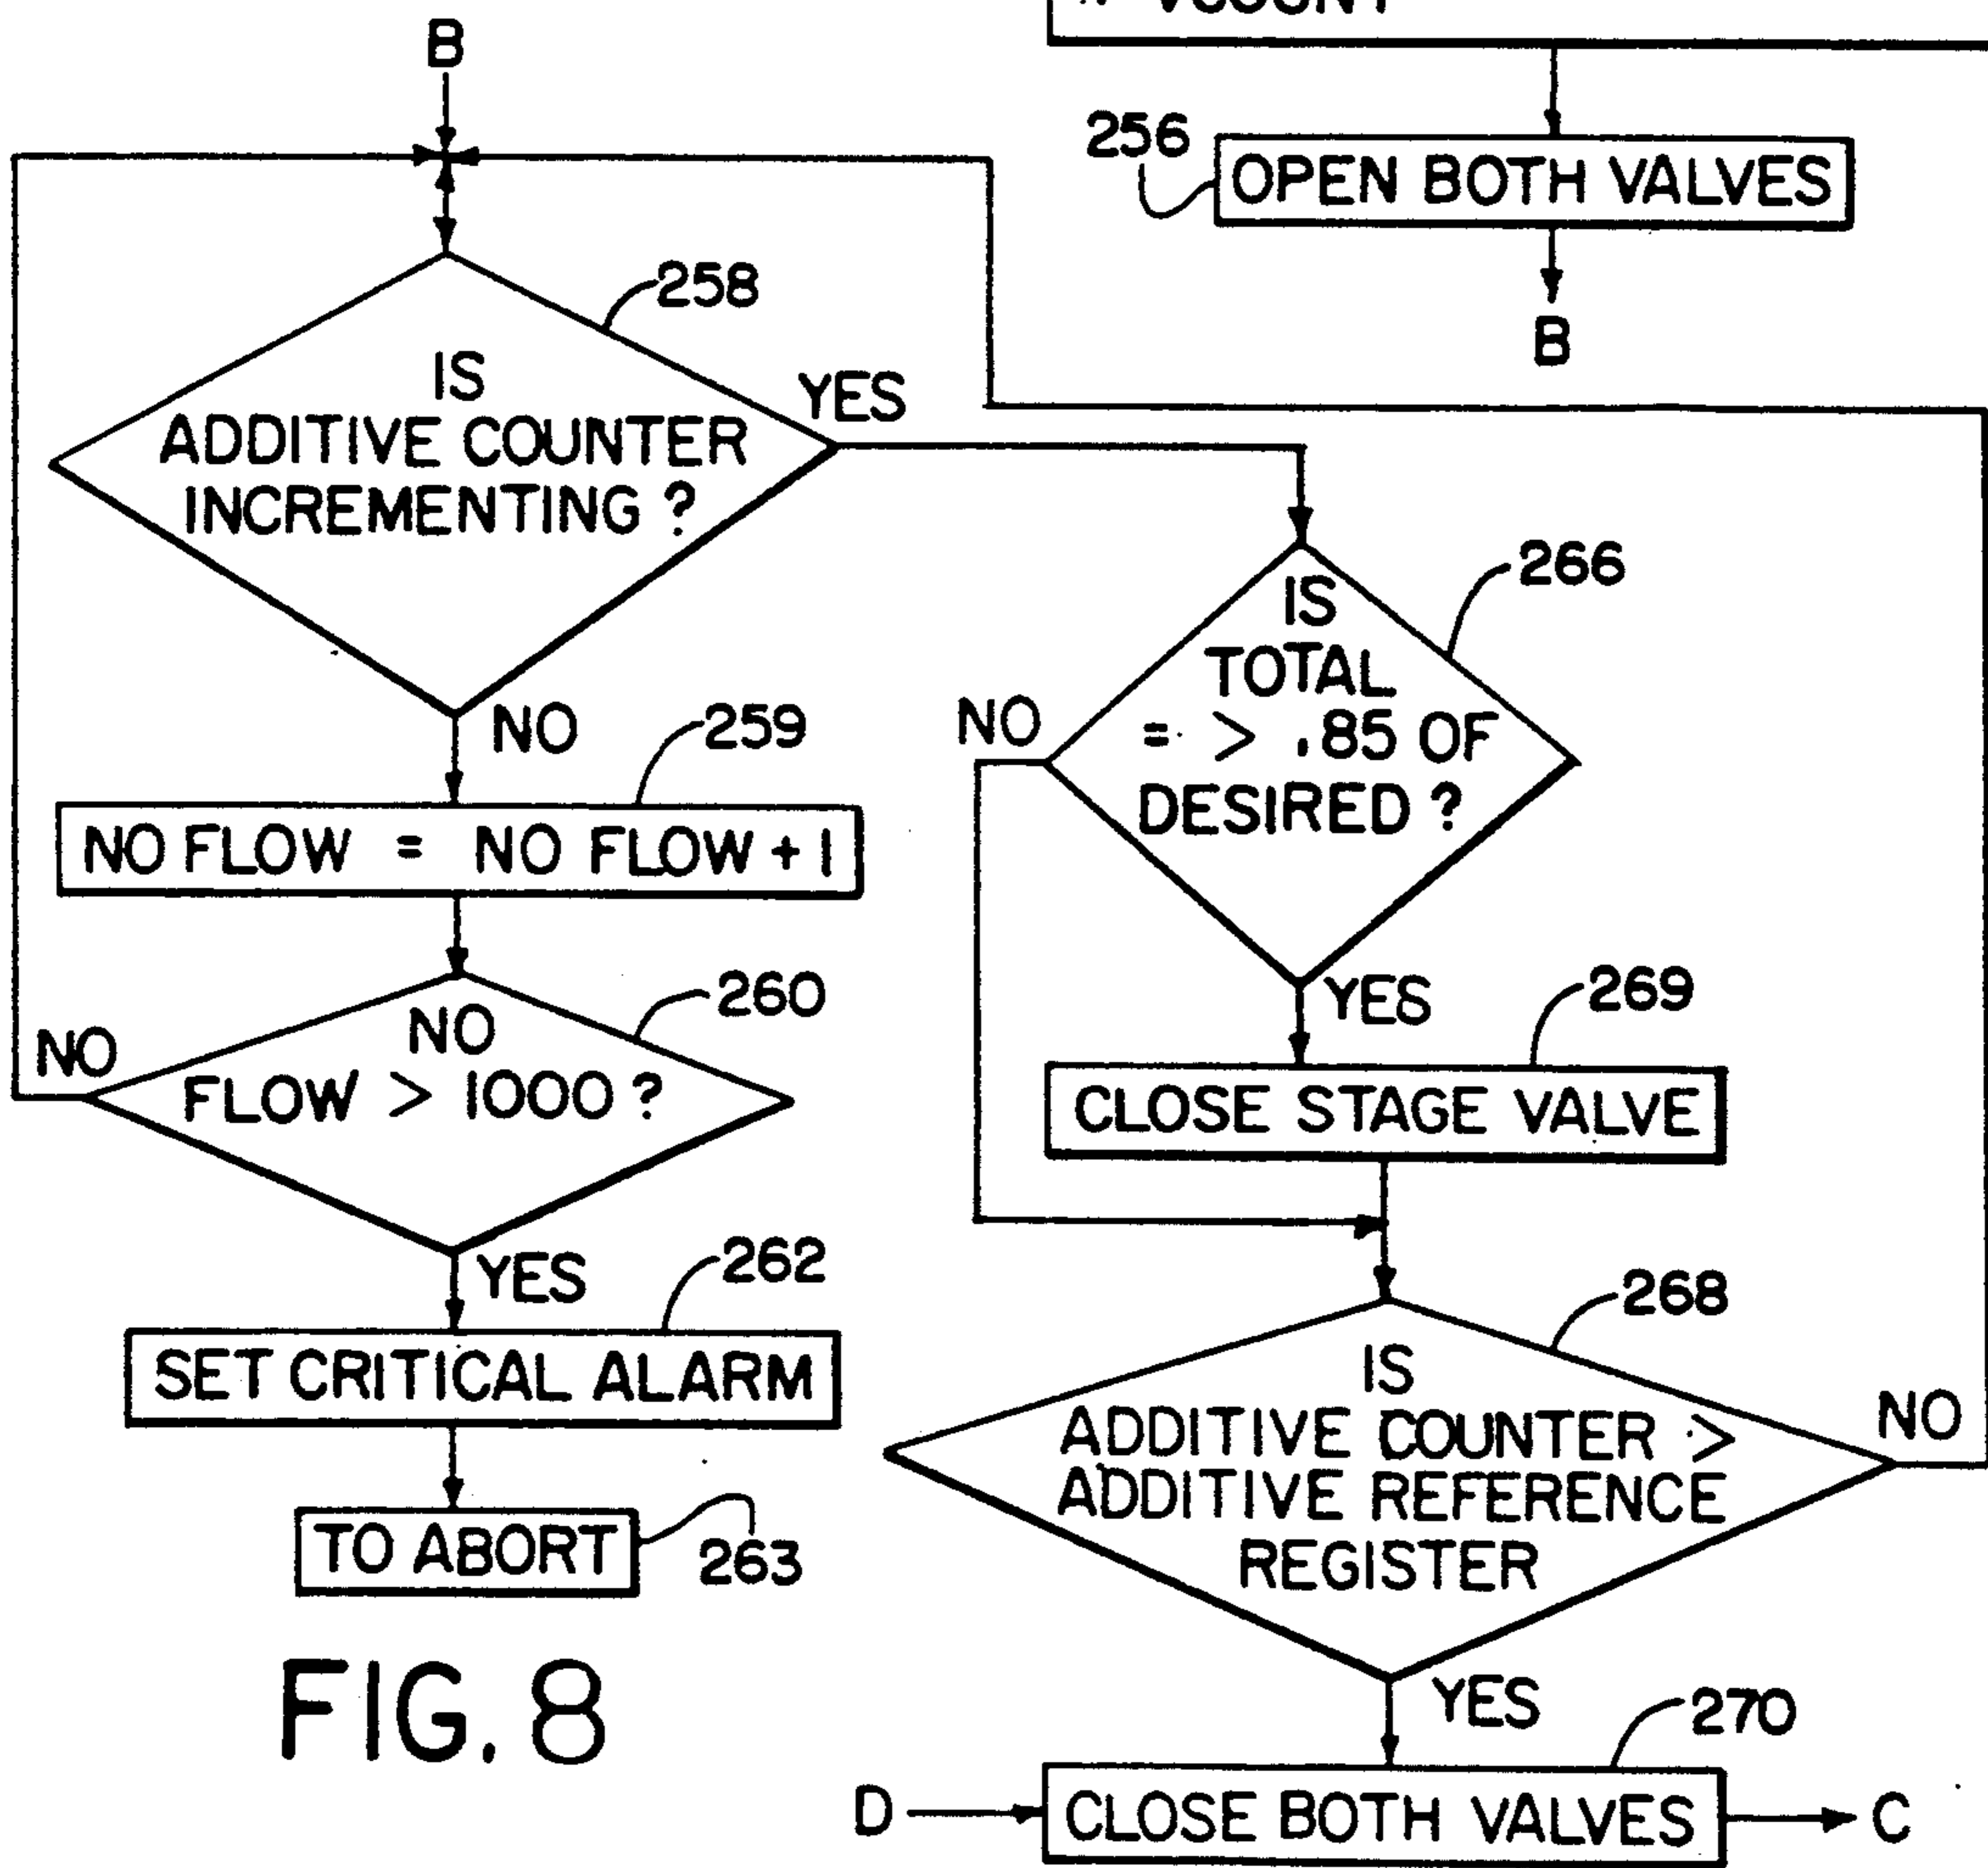 B
256
OPEN BOTH VALVES
B
258
IS
ADDITIVE COUNTER
INCREMENTING ?
YES
NO
259
NO FLOW = NO FLOW + 1
260
NO
FLOW > 1000 ?
NO
YES
262
SET CRITICAL ALARM
TO ABORT
263
266
IS
TOTAL
= > .85 OF
DESIRED ?
NO
YES
269
CLOSE STAGE VALVE
268
IS
ADDITIVE COUNTER >
ADDITIVE REFERENCE
REGISTER
NO
YES
270
D
CLOSE BOTH VALVES
C
FIG. 8